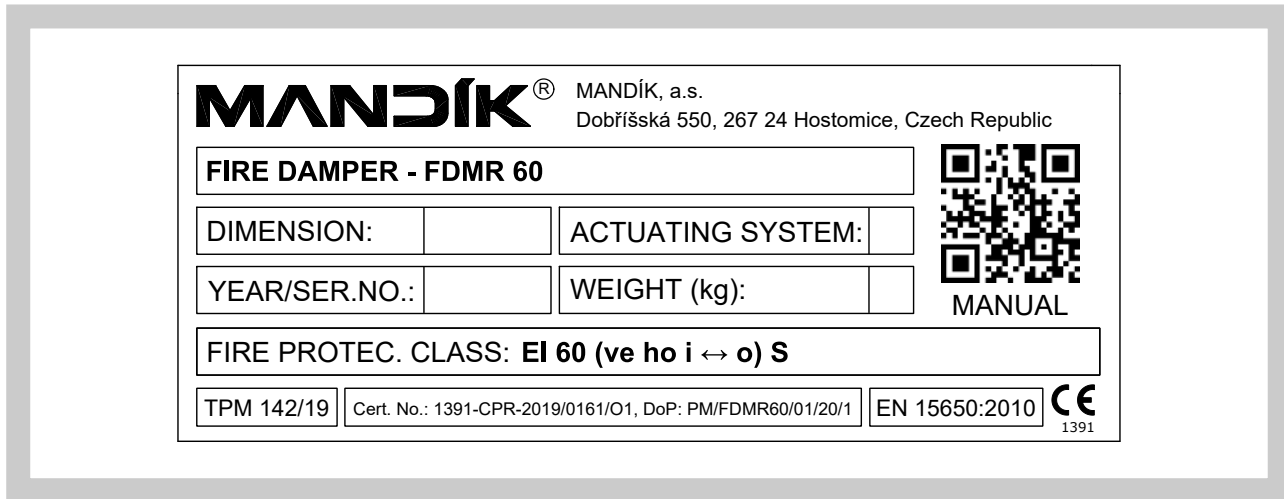 MANDÍK®
MANDÍK, a.s.
Dobříšská 550, 267 24 Hostomice, Czech Republic
FIRE DAMPER - FDMR 60
DIMENSION:
ACTUATING SYSTEM:
YEAR/SER.NO.:
WEIGHT (kg):
MANUAL
FIRE PROTEC. CLASS: EI 60 (ve ho i ↔ o) S
TPM 142/19
Cert. No.: 1391-CPR-2019/0161/O1, DoP: PM/FDMR60/01/20/1
EN 15650:2010
CE
1391